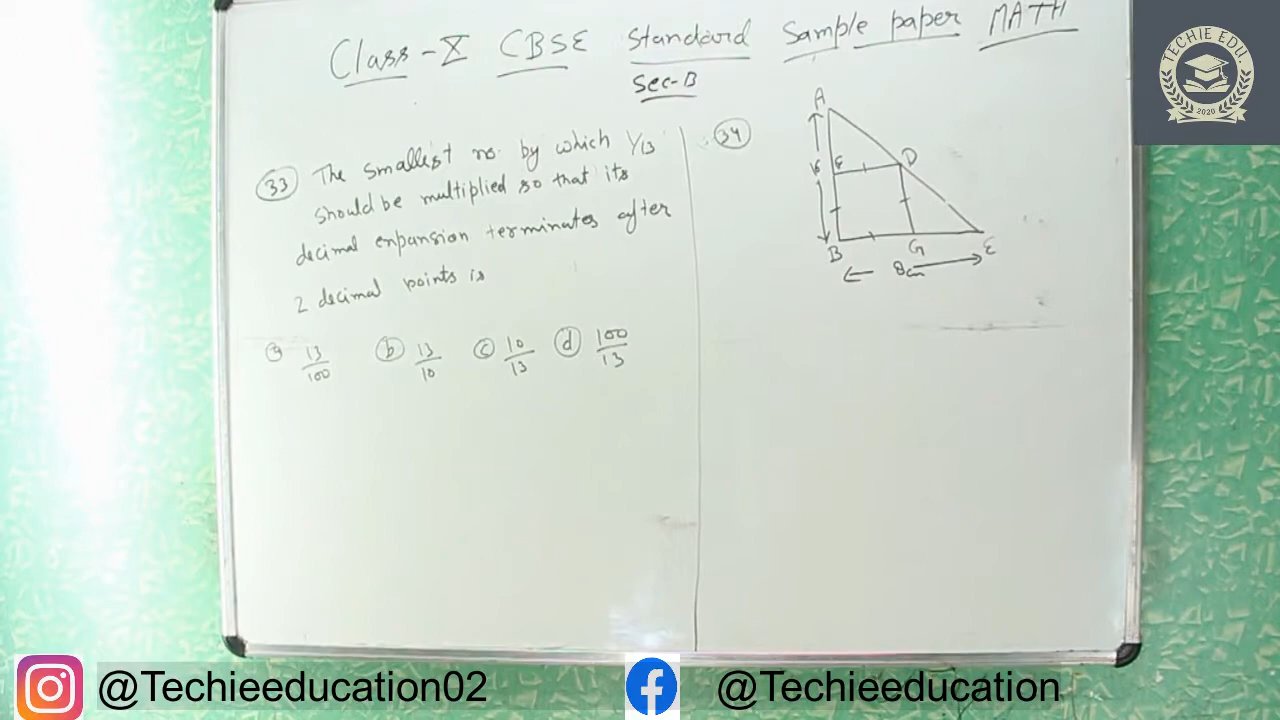 Class-X CBSE Standard Sample paper MATH
Sec-B
TECHIE EDU.
2020
33 The smallest no. by which 1/13
should be multiplied so that its
decimal expansion terminates after
2 decimal points is
a 13/100 b 13/10 c 10/13 d 100/13
34
A
E D
B G E
8cm
@Techieeducation02
@Techieeducation